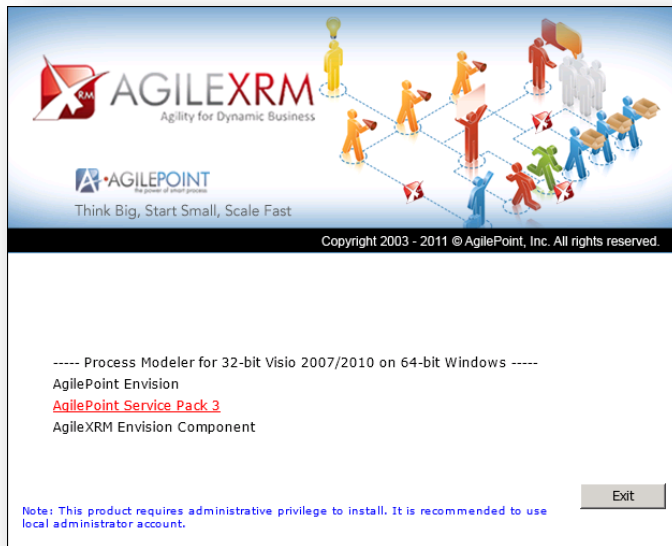 XRM AGILEXRM
Agility for Dynamic Business
A AGILEPOINT
the power of smart process
Think Big, Start Small, Scale Fast
Copyright 2003 - 2011 © AgilePoint, Inc. All rights reserved.
----- Process Modeler for 32-bit Visio 2007/2010 on 64-bit Windows -----
AgilePoint Envision
AgilePoint Service Pack 3
AgileXRM Envision Component
Exit
Note: This product requires administrative privilege to install. It is recommended to use
local administrator account.